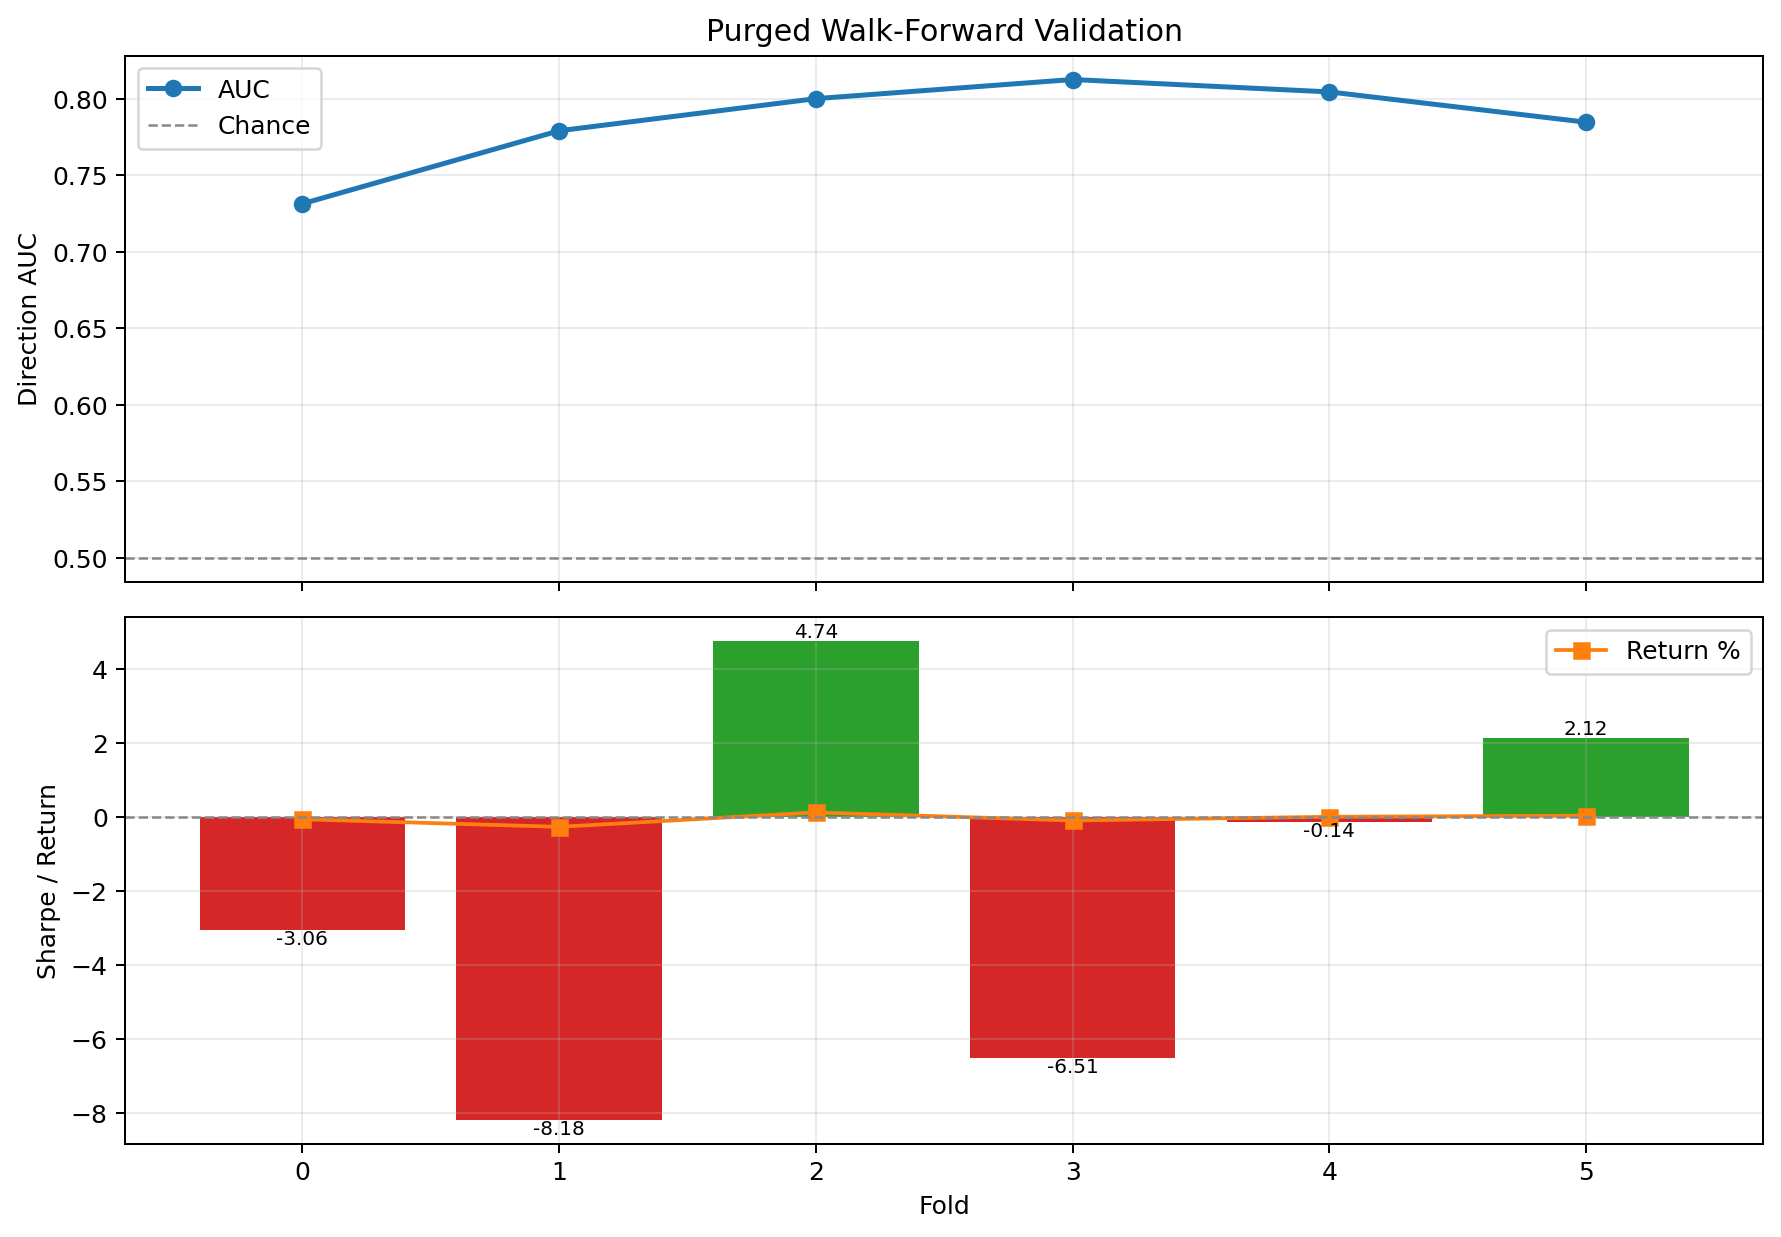 Purged Walk-Forward Validation
AUC
Chance
Direction AUC
0.80
0.75
0.70
0.65
0.60
0.55
0.50
Return %
Sharpe / Return
4
2
0
−2
−4
−6
−8
-3.06
-8.18
4.74
-6.51
-0.14
2.12
0 1 2 3 4 5
Fold